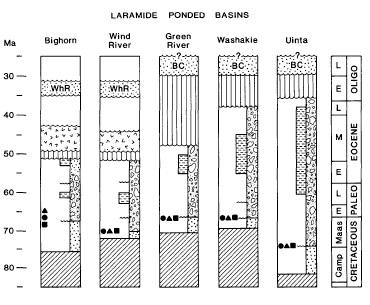 LARAMIDE PONDED BASINS
Ma
Bighorn
Wind River
Green River
Washakie
Uinta
?
?
?
BC
BC
BC
WhR
WhR
30
40
50
60
70
80
L
E
L
M
E
L
E
Maas
Camp
OLIGO
EOCENE
PALEO
CRETACEOUS